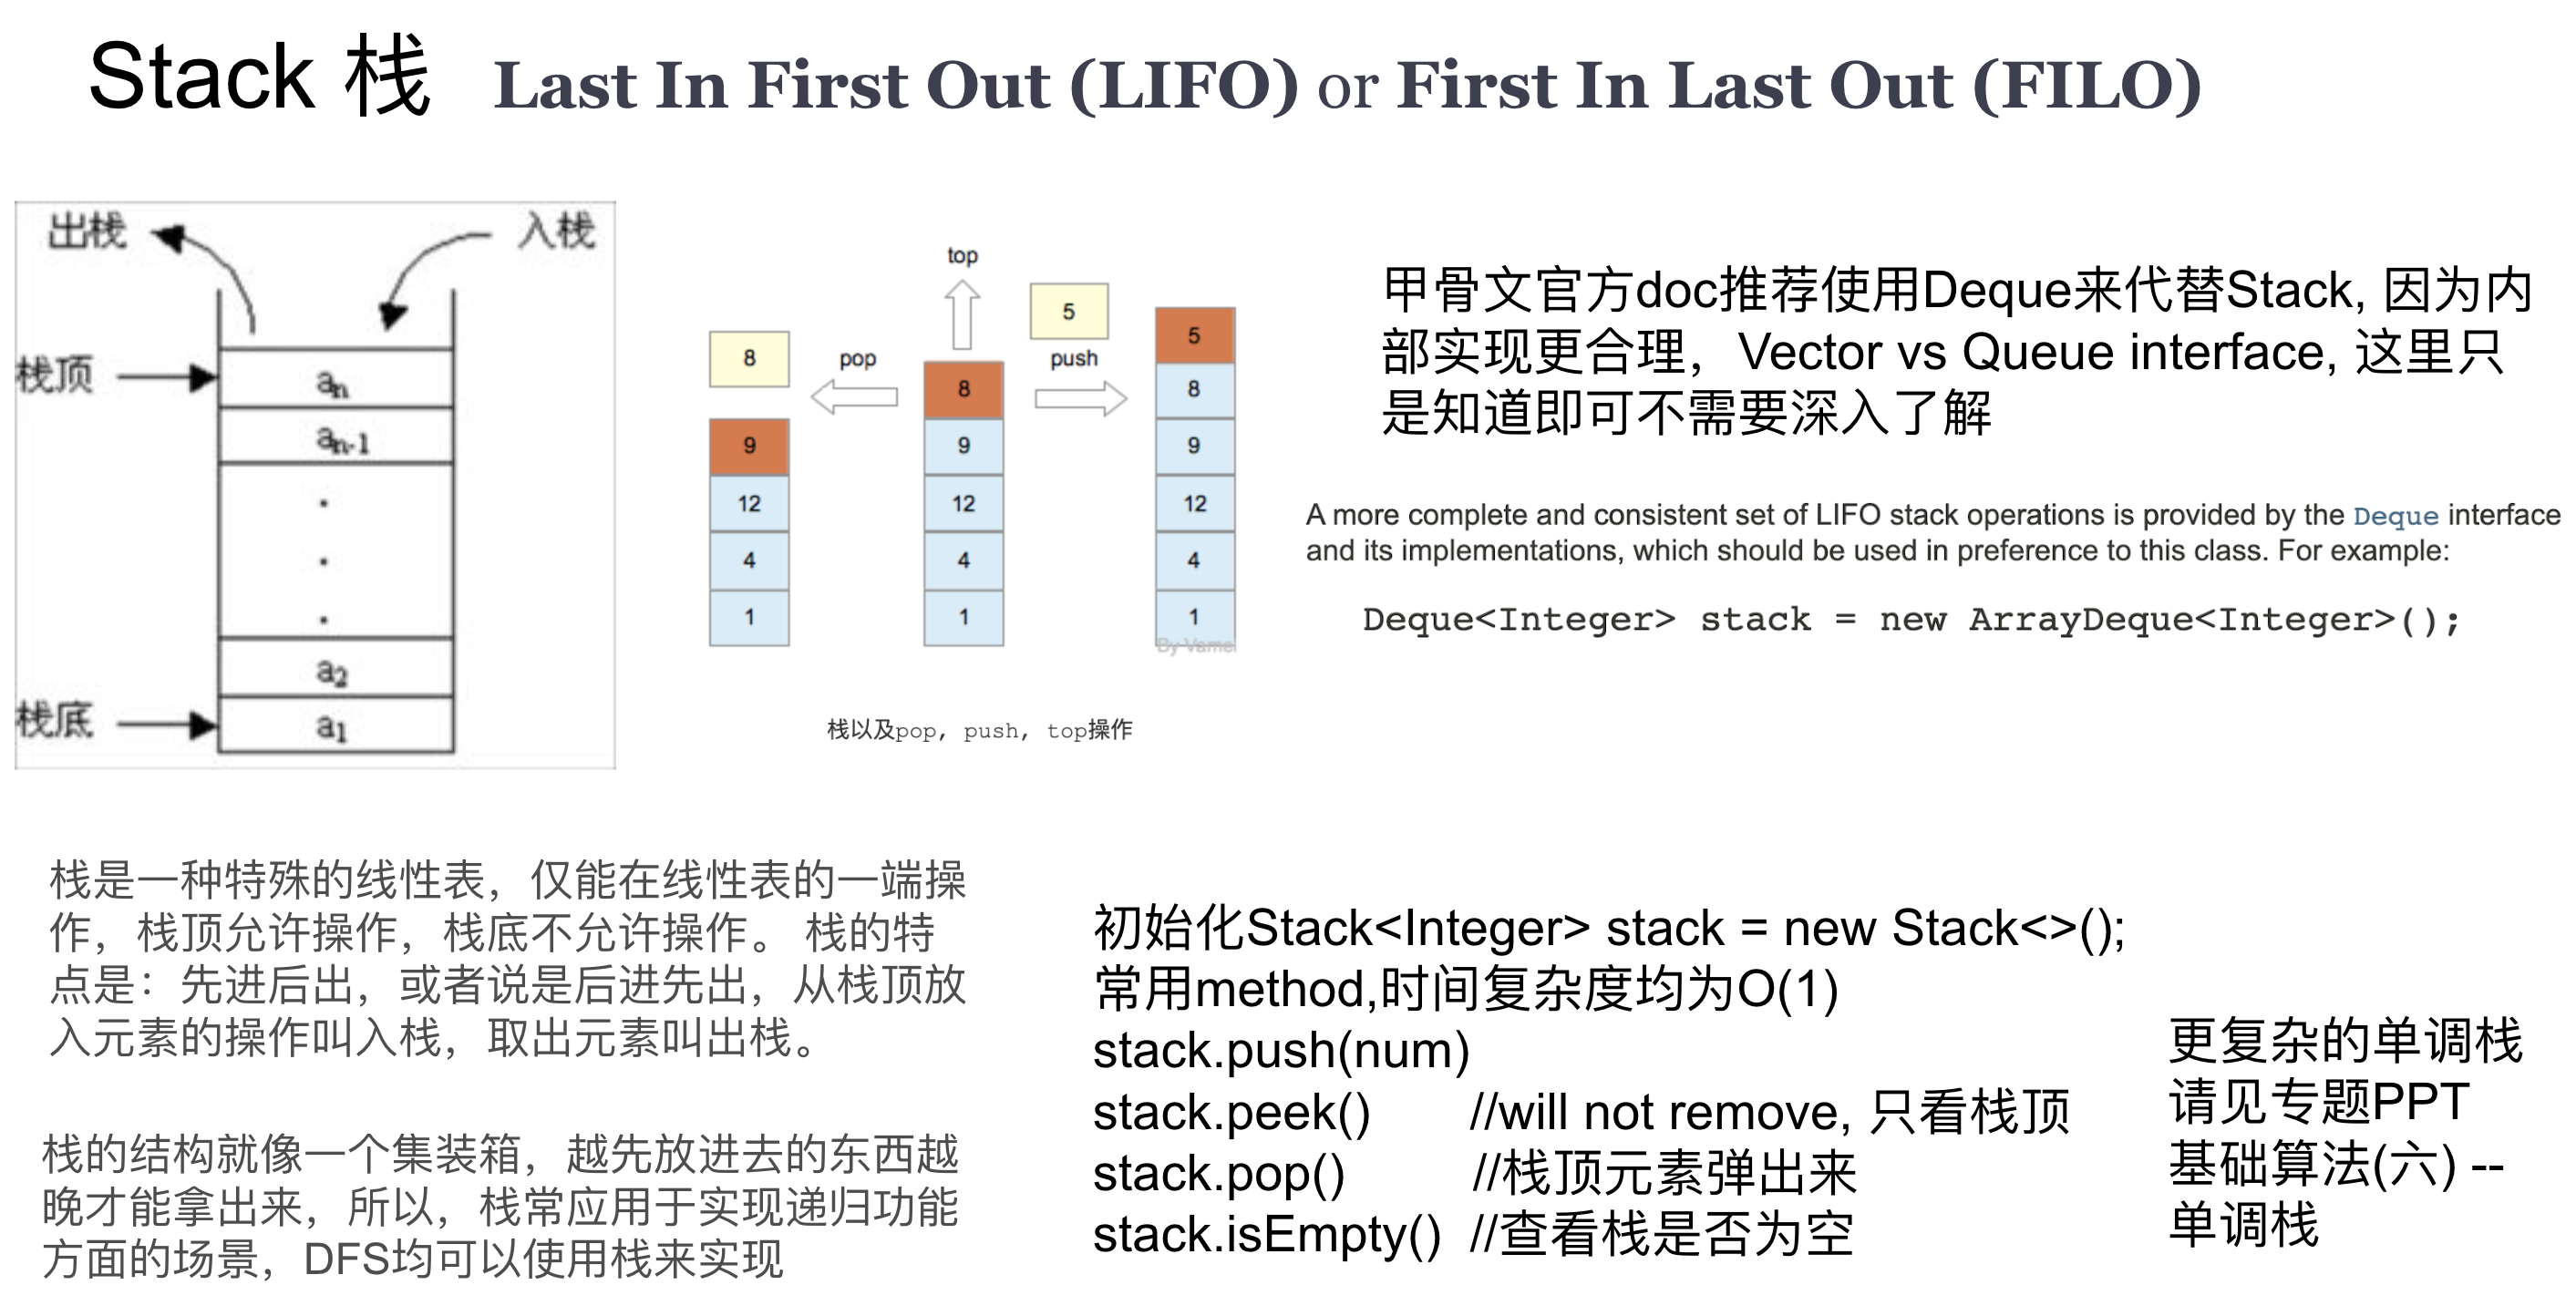 Stack 栈 Last In First Out (LIFO) or First In Last Out (FILO)
出栈 入栈
栈顶
an
an-1
.
.
.
a2
栈底
a1
top
8
pop
9
12
4
1
8
9
12
4
1
5
push
5
8
9
12
4
1
By Vamei
栈以及pop, push, top操作
甲骨文官方doc推荐使用Deque来代替Stack, 因为内
部实现更合理，Vector vs Queue interface, 这里只
是知道即可不需要深入了解
A more complete and consistent set of LIFO stack operations is provided by the Deque interface
and its implementations, which should be used in preference to this class. For example:
Deque<Integer> stack = new ArrayDeque<Integer>();
栈是一种特殊的线性表，仅能在线性表的一端操
作，栈顶允许操作，栈底不允许操作。 栈的特
点是：先进后出，或者说是后进先出，从栈顶放
入元素的操作叫入栈，取出元素叫出栈。
栈的结构就像一个集装箱，越先放进去的东西越
晚才能拿出来，所以，栈常应用于实现递归功能
方面的场景，DFS均可以使用栈来实现
初始化Stack<Integer> stack = new Stack<>();
常用method,时间复杂度均为O(1)
stack.push(num)
stack.peek() //will not remove, 只看栈顶
stack.pop() //栈顶元素弹出来
stack.isEmpty() //查看栈是否为空
更复杂的单调栈
请见专题PPT
基础算法(六) --
单调栈